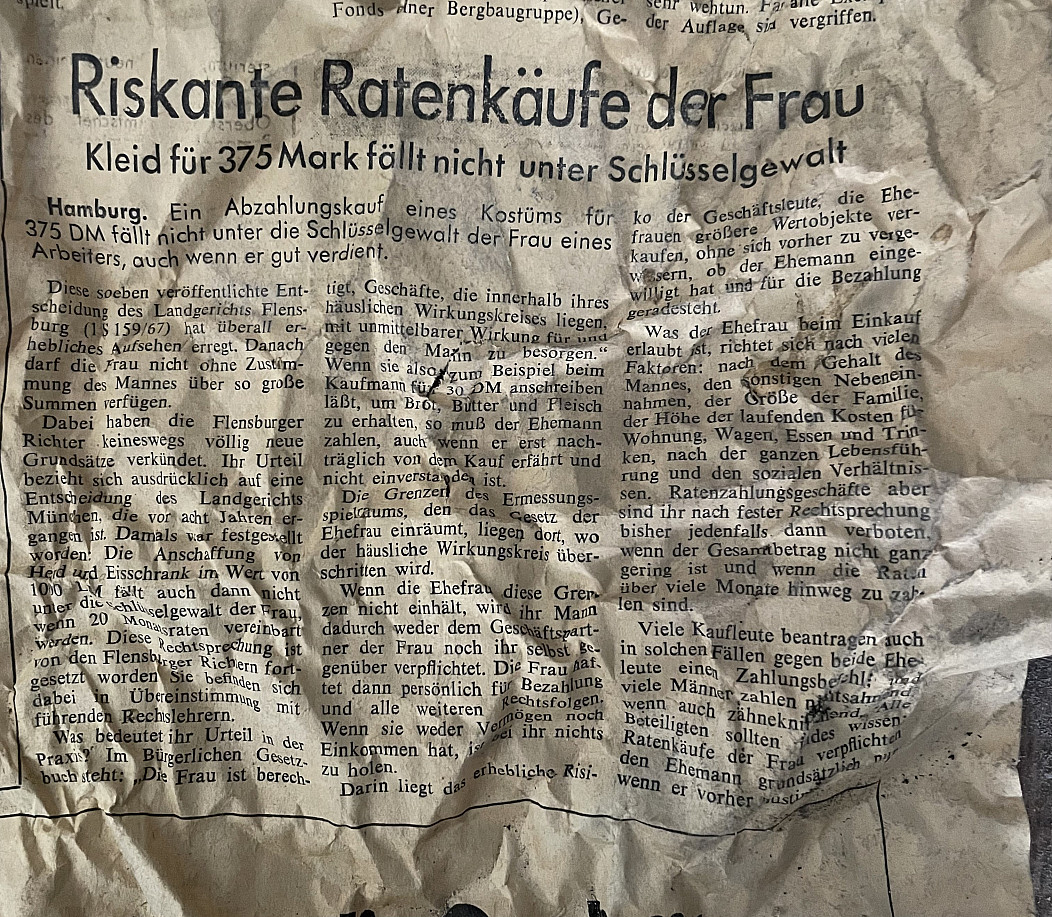 Fonds einer Bergbaugruppe), Ge-
sehr wehtun. Für alle
der Auflage sind vergriffen.
Riskante Ratenkäufe der Frau
Kleid für 375 Mark fällt nicht unter Schlüsselgewalt
Hamburg. Ein Abzahlungskauf eines Kostüms für
375 DM fällt nicht unter die Schlüsselgewalt der Frau eines
Arbeiters, auch wenn er gut verdient.
Diese soeben veröffentlichte Ent-
scheidung des Landgerichts Flens-
burg (1 S 159/67) hat überall er-
hebliches Aufsehen erregt. Danach
darf die Frau nicht ohne Zustim-
mung des Mannes über so große
Summen verfügen.
Dabei haben die Flensburger
Richter keineswegs völlig neue
Grundsätze verkündet. Ihr Urteil
bezieht sich ausdrücklich auf eine
Entscheidung des Landgerichts
München, die vor acht Jahren er-
gangen ist. Damals war festgestellt
worden: Die Anschaffung von
Herd und Eisschrank im Wert von
1000 DM fällt auch dann nicht
unter die Schlüsselgewalt der Frau,
wenn 20 Monatsraten vereinbart
werden. Diese Rechtsprechung ist
von den Flensburger Richtern fort-
gesetzt worden Sie befinden sich
dabei in Übereinstimmung mit
führenden Rechtslehrern.
Was bedeutet ihr Urteil in der
Praxis? Im Bürgerlichen Gesetz-
buch steht: „Die Frau ist berech-
tigt, Geschäfte, die innerhalb ihres
häuslichen Wirkungskreises liegen,
mit unmittelbarer Wirkung für und
gegen den Mann zu besorgen.“
Wenn sie also zum Beispiel beim
Kaufmann für 30 DM anschreiben
läßt, um Brot, Butter und Fleisch
zu erhalten, so muß der Ehemann
zahlen, auch wenn er erst nach-
träglich von dem Kauf erfährt und
nicht einverstanden ist.
Die Grenzen des Ermessungs-
spielraums, den das Gesetz der
Ehefrau einräumt, liegen dort, wo
der häusliche Wirkungskreis über-
schritten wird.
Wenn die Ehefrau diese Gren-
zen nicht einhält, wird ihr Mann
dadurch weder dem Geschäftspart-
ner der Frau noch ihr selbst ge-
genüber verpflichtet. Die Frau haf-
tet dann persönlich für Bezahlung
und alle weiteren Rechtsfolgen.
Wenn sie weder Vermögen noch
Einkommen hat, ist bei ihr nichts
zu holen.
Darin liegt das erhebliche Risi-
ko der Geschäftsleute, die Ehe-
frauen größere Wertobjekte ver-
kaufen, ohne sich vorher zu verge-
wissern, ob der Ehemann einge-
willigt hat und für die Bezahlung
geradesteht.
Was der Ehefrau beim Einkauf
erlaubt ist, richtet sich nach vielen
Faktoren: nach dem Gehalt des
Mannes, den sonstigen Nebenein-
nahmen, der Größe der Familie,
der Höhe der laufenden Kosten für
Wohnung, Wagen, Essen und Trin-
ken, nach der ganzen Lebensfüh-
rung und den sozialen Verhältnis-
sen. Ratenzahlungsgeschäfte aber
sind ihr nach fester Rechtsprechung
bisher jedenfalls dann verboten,
wenn der Gesamtbetrag nicht ganz
gering ist und wenn die Raten
über viele Monate hinweg zu zah-
len sind.
Viele Kaufleute beantragen auch
in solchen Fällen gegen beide Ehe-
leute einen Zahlungsbefehl; und
viele Männer zahlen
wenn auch zähneknirschend. Alle
Beteiligten sollten indes wissen:
Ratenkäufe der Frau verpflichten
den Ehemann grundsätzlich nur,
wenn er vorher